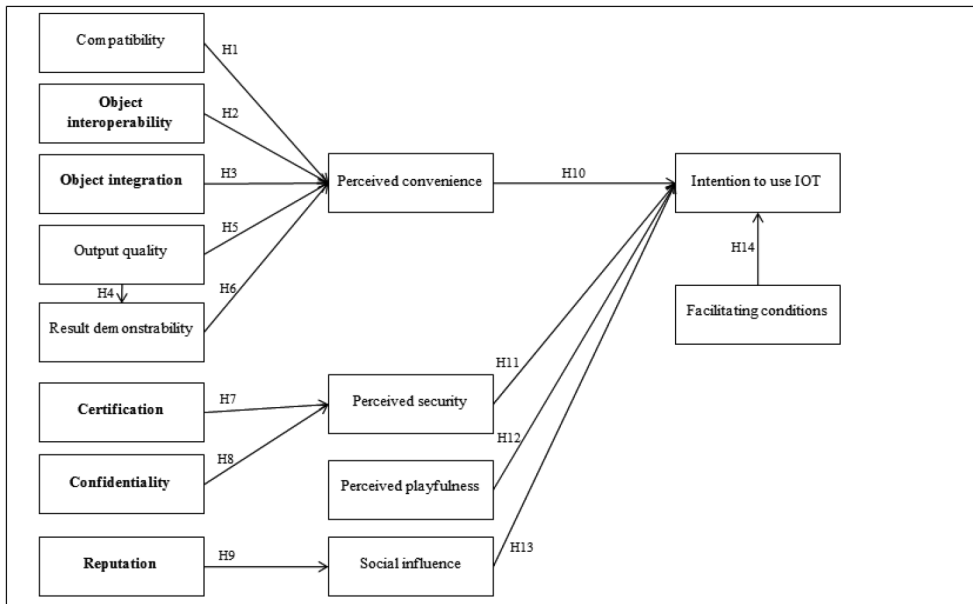 Compatibility
H1
Object
interoperability
H2
Object integration
H3
Perceived convenience
H10
Intention to use IOT
Output quality
H5
H14
H4
H6
Result demonstrability
Facilitating conditions
H11
Certification
H7
Perceived security
H12
H8
Confidentiality
Perceived playfulness
H13
Reputation
H9
Social influence